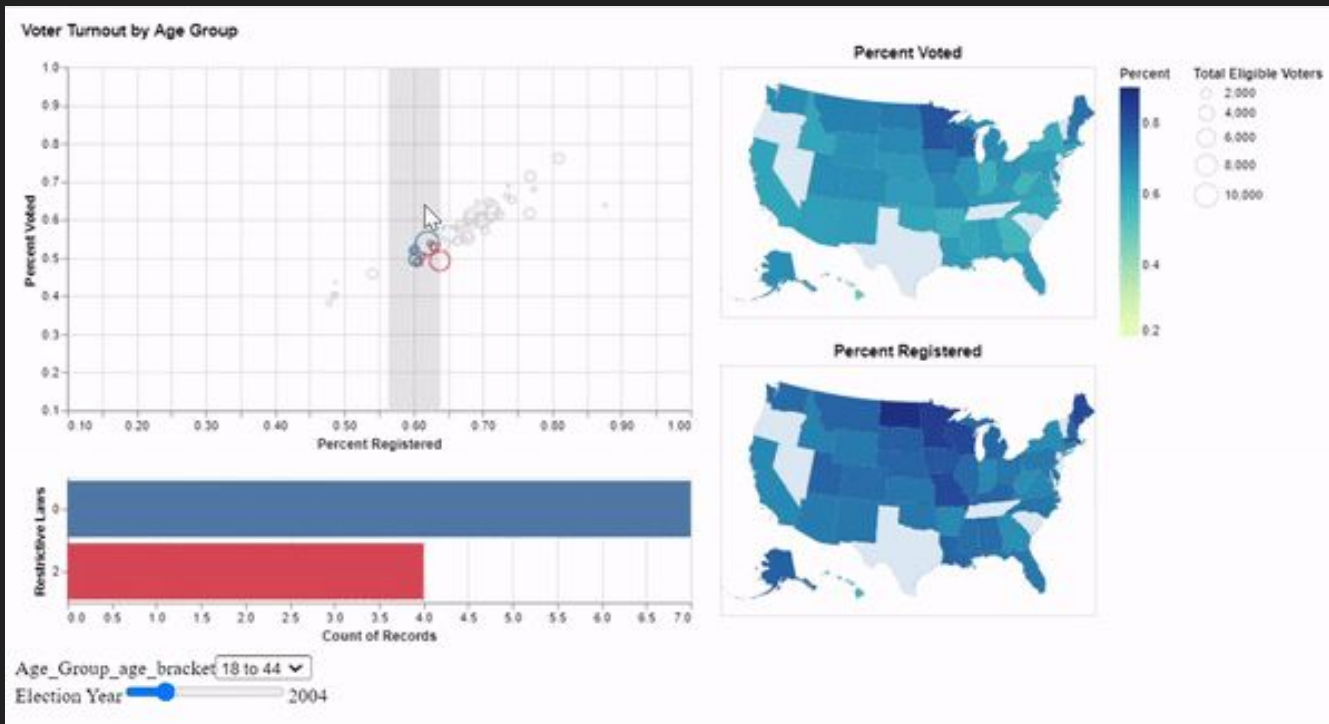 Voter Turnout by Age Group
Percent Voted
1.0
0.9
0.8
0.7
0.6
0.5
0.4
0.3
0.2
0.1
0.10 0.20 0.30 0.40 0.50 0.60 0.70 0.80 0.90 1.00
Percent Registered
Restrictive Laws
0
2
0.0 0.5 1.0 1.5 2.0 2.5 3.0 3.5 4.0 4.5 5.0 5.5 6.0 6.5 7.0
Count of Records
Age_Group_age_bracket 18 to 44
Election Year 2004
Percent Voted
Percent Registered
Percent
0.8
0.6
0.4
0.2
Total Eligible Voters
2,000
4,000
6,000
8,000
10,000